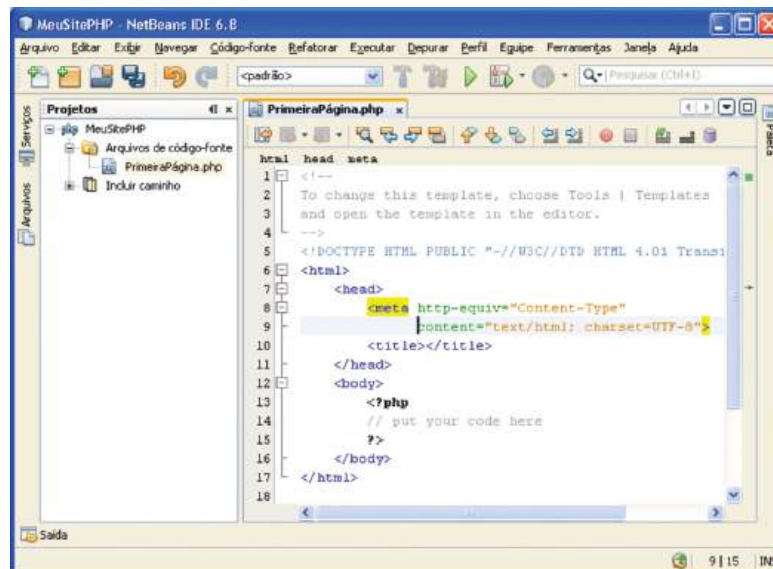 MeuSitePHP - NetBeans IDE 6.8
Arquivo Editar Exibir Navegar Código-fonte Refatorar Executar Depurar Perfil Equipe Ferramentas Janela Ajuda
<padrão>
Pesquisar (Ctrl+I)
Serviços
Arquivos
Projetos
MeuSitePHP
Arquivos de código-fonte
PrimeiraPágina.php
Incluir caminho
PrimeiraPágina.php
Paleta
html head meta
1 <!--
2 To change this template, choose Tools | Templates
3 and open the template in the editor.
4 -->
5 <!DOCTYPE HTML PUBLIC "-//W3C//DTD HTML 4.01 Transi
6 <html>
7 <head>
8 <meta http-equiv="Content-Type"
9 content="text/html; charset=UTF-8">
10 <title></title>
11 </head>
12 <body>
13 <?php
14 // put your code here
15 ?>
16 </body>
17 </html>
18
Saída
9|15 INS